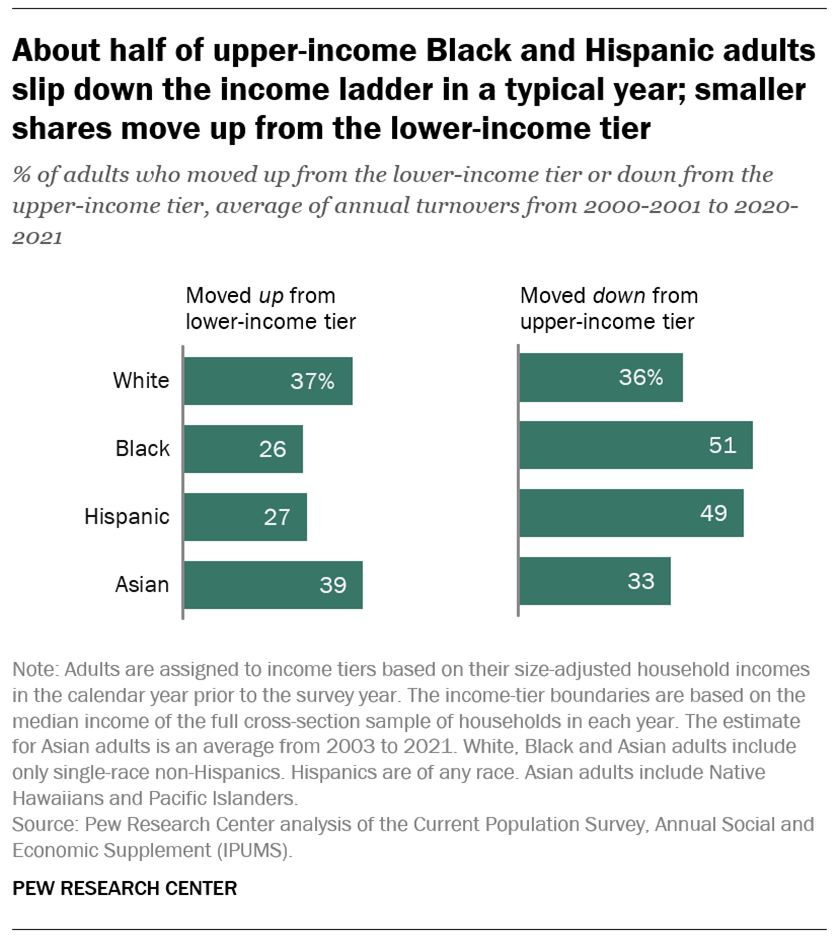 About half of upper-income Black and Hispanic adults
slip down the income ladder in a typical year; smaller
shares move up from the lower-income tier
% of adults who moved up from the lower-income tier or down from the
upper-income tier, average of annual turnovers from 2000-2001 to 2020-
2021
Moved up from
lower-income tier
Moved down from
upper-income tier
White 37% 36%
Black 26 51
Hispanic 27 49
Asian 39 33
Note: Adults are assigned to income tiers based on their size-adjusted household incomes
in the calendar year prior to the survey year. The income-tier boundaries are based on the
median income of the full cross-section sample of households in each year. The estimate
for Asian adults is an average from 2003 to 2021. White, Black and Asian adults include
only single-race non-Hispanics. Hispanics are of any race. Asian adults include Native
Hawaiians and Pacific Islanders.
Source: Pew Research Center analysis of the Current Population Survey, Annual Social and
Economic Supplement (IPUMS).
PEW RESEARCH CENTER